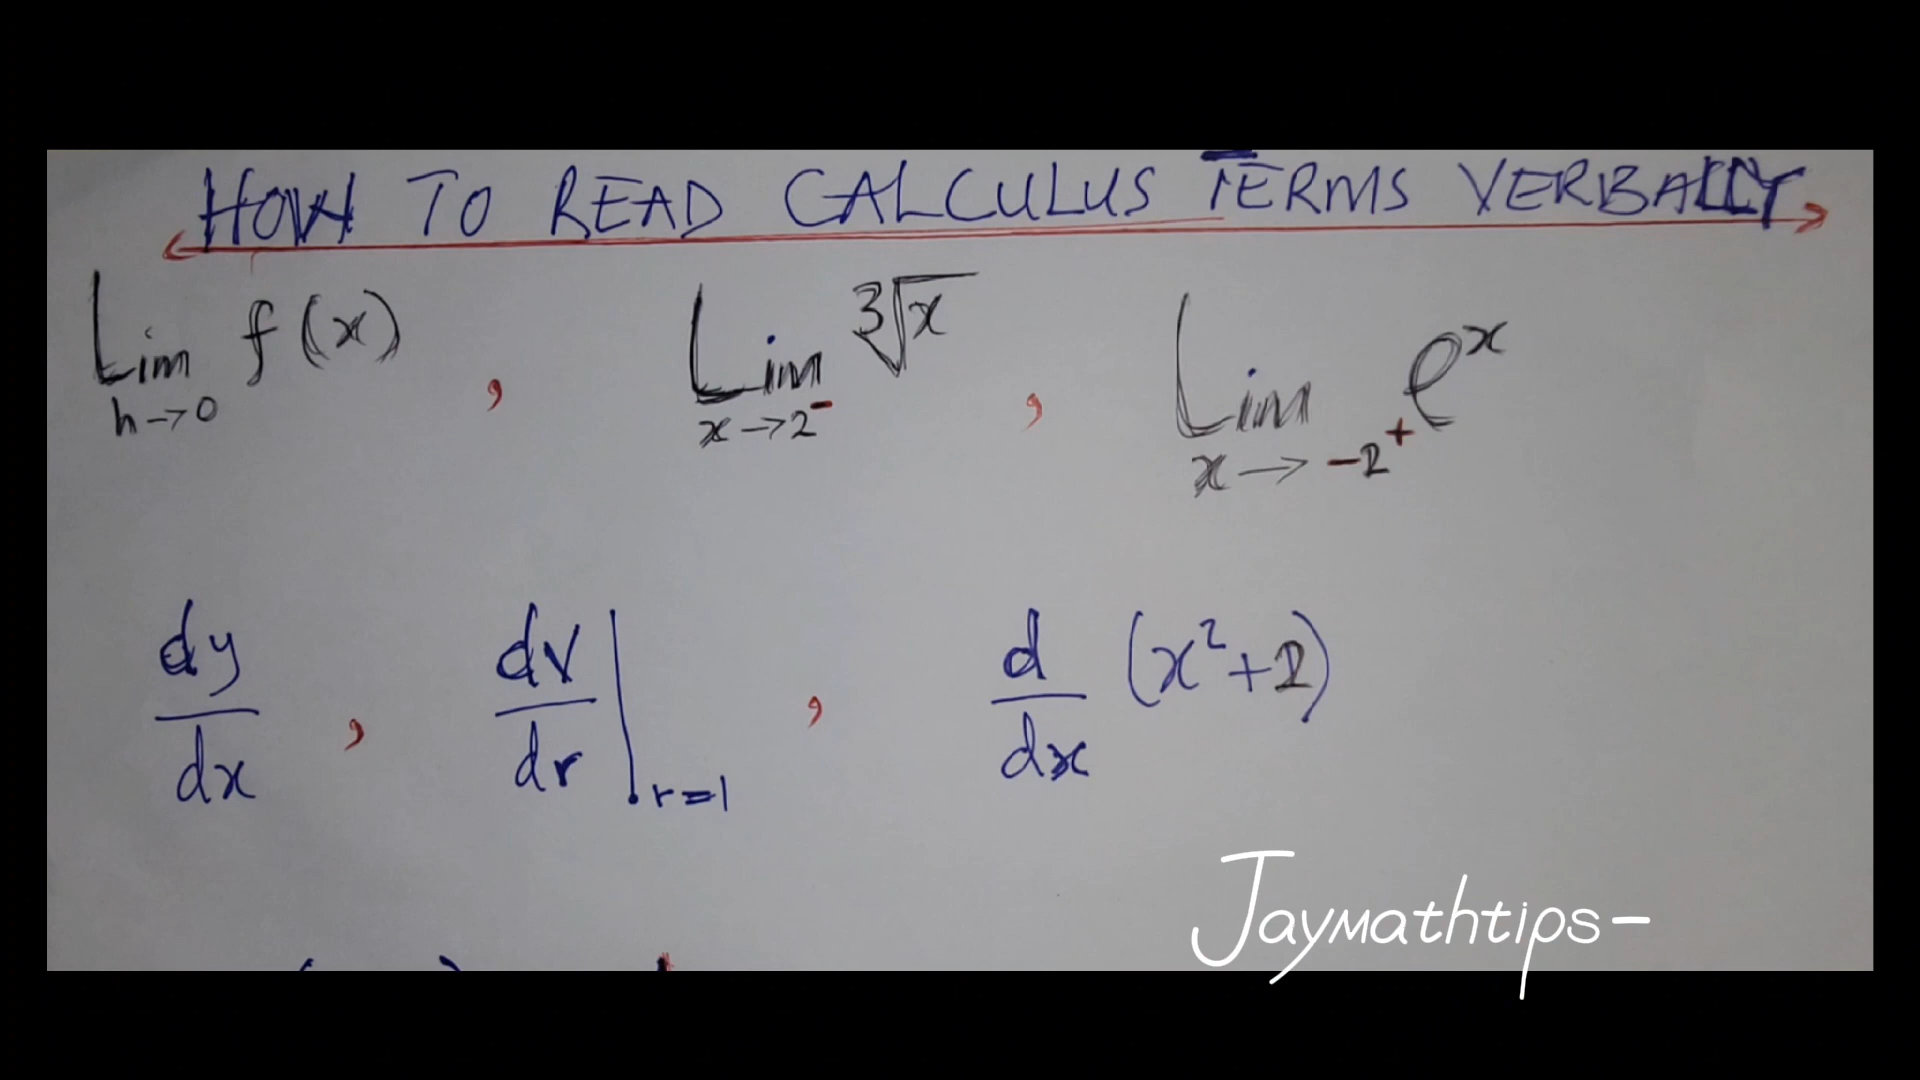 HOW TO READ CALCULUS TERMS VERBALLY
Lim f(x) , Lim ∛x , Lim eˣ
h→0 x→2⁻ x→-2⁺
dy/dx , dv/dr | r=1 , d/dx (x²+2)
Jaymathtips-